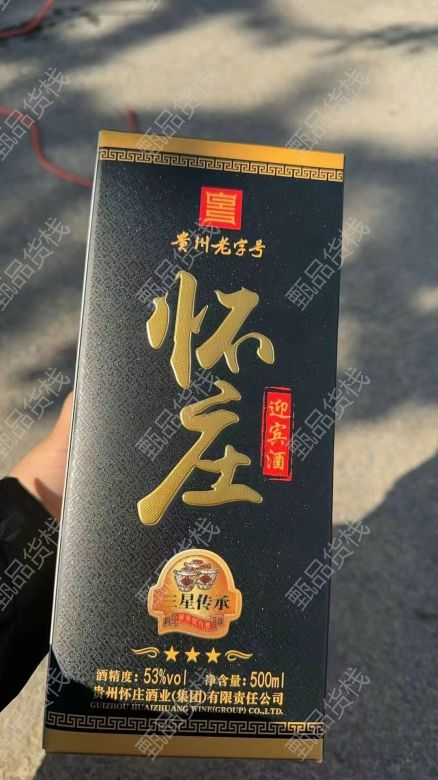 贵州老字号
怀庄
迎宾酒
三星传承
酒精度：53%vol 净含量：500ml
贵州怀庄酒业(集团)有限责任公司
GUIZHOU HUAIZHUANG WINE(GROUP) CO.,LTD.
甄品货栈